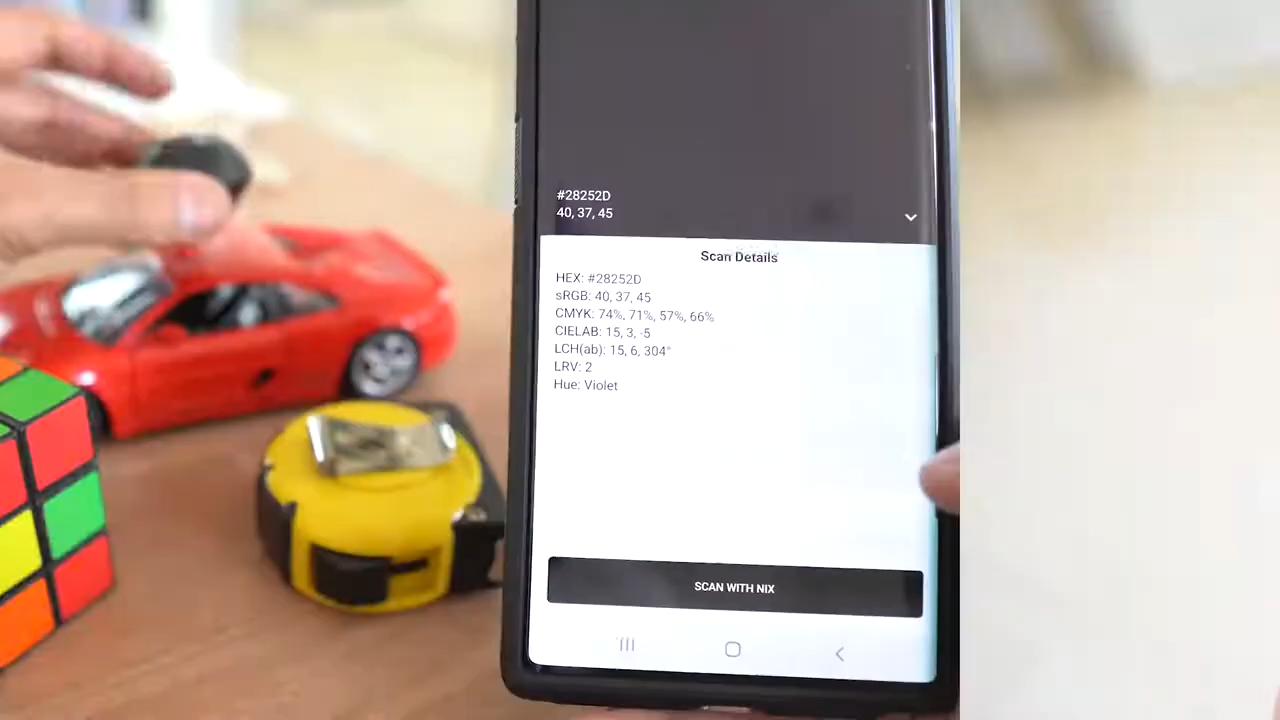 #28252D
40, 37, 45
Scan Details
HEX: #28252D
sRGB: 40, 37, 45
CMYK: 74%, 71%, 57%, 66%
CIELAB: 15, 3, -5
LCH(ab): 15, 6, 304°
LRV: 2
Hue: Violet
SCAN WITH NIX